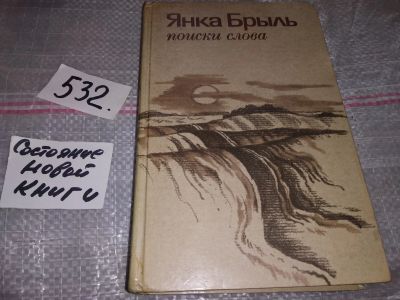 Янка Брыль
поиски слова
532.
Состояние
новой
книги